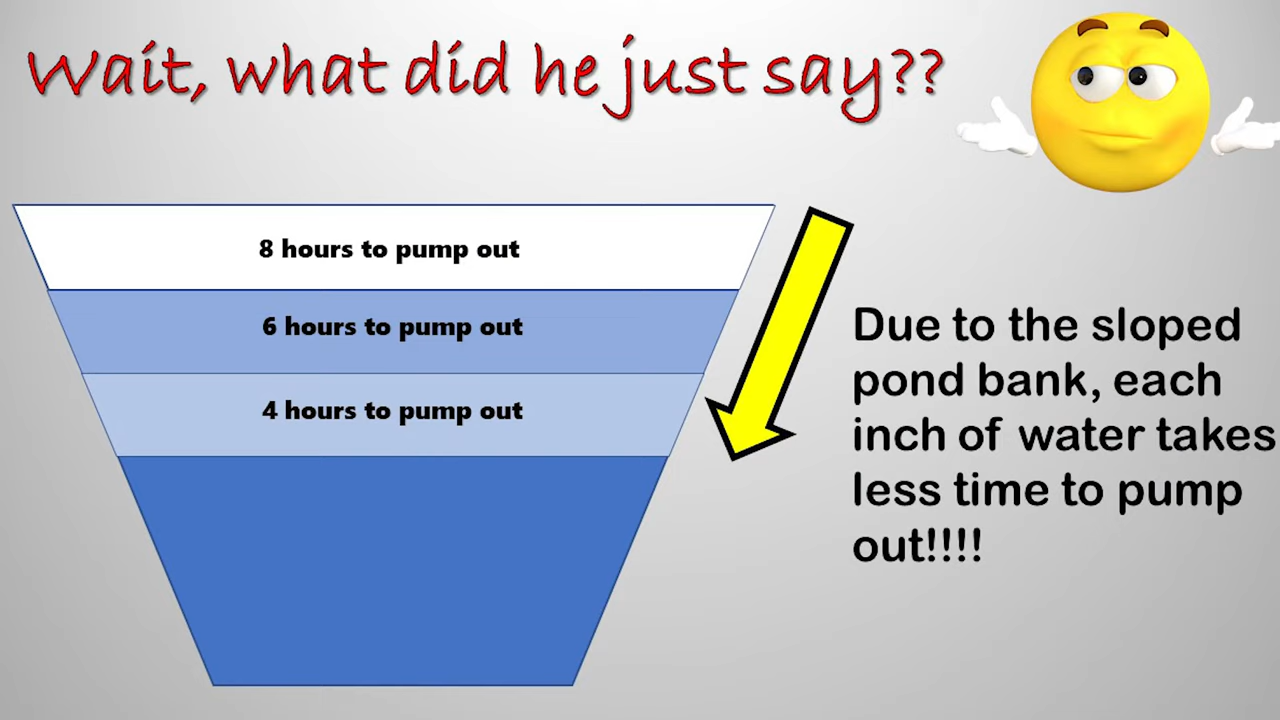 Wait, what did he just say??
8 hours to pump out
6 hours to pump out
4 hours to pump out
Due to the sloped
pond bank, each
inch of water takes
less time to pump
out!!!!